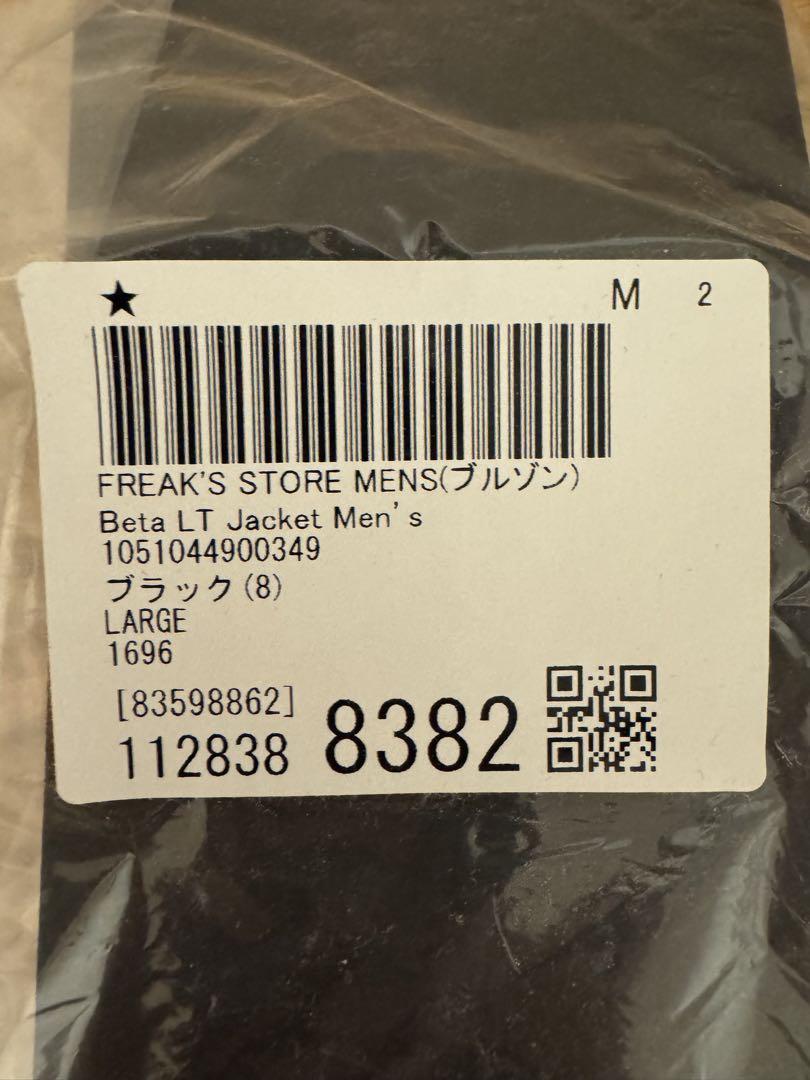 ★ M 2
FREAK'S STORE MENS(ブルゾン)
Beta LT Jacket Men's
1051044900349
ブラック(8)
LARGE
1696
[83598862]
112838 8382